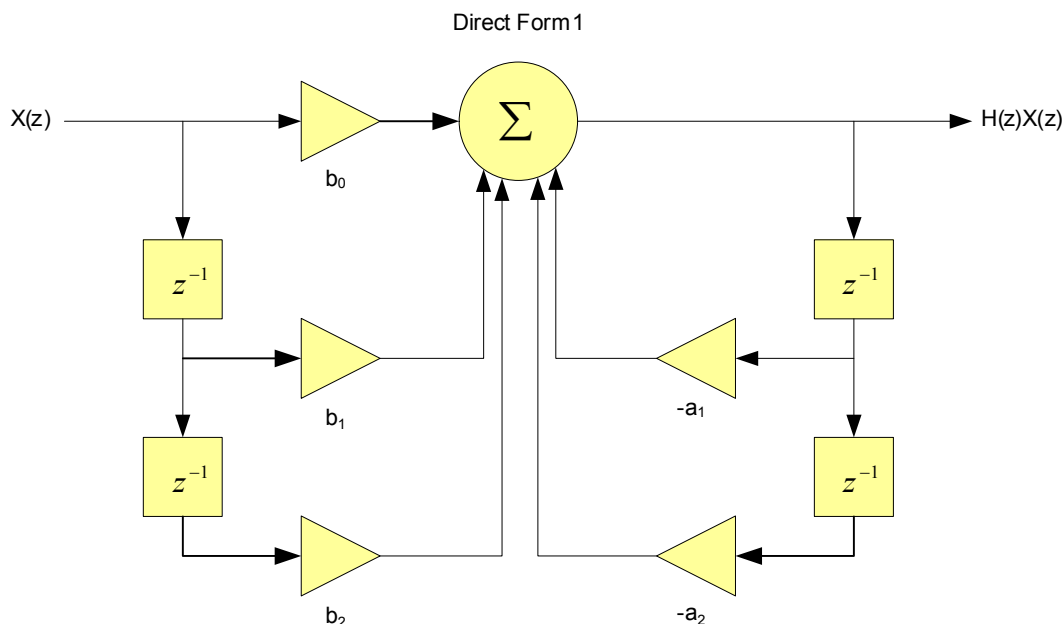 Direct Form 1
X(z)
Σ
H(z)X(z)
b₀
z⁻¹
z⁻¹
b₁
-a₁
z⁻¹
z⁻¹
b₂
-a₂